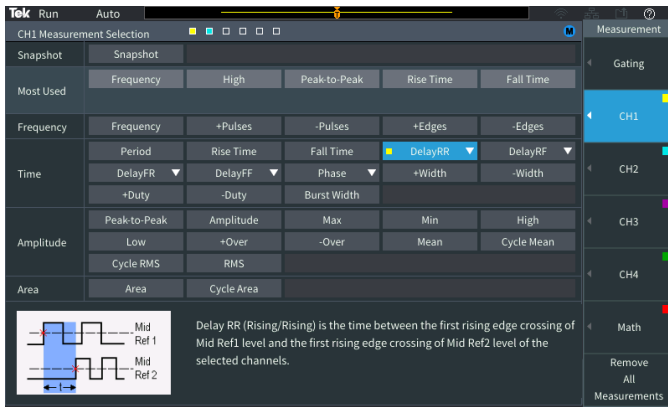 Tek Run Auto
CH1 Measurement Selection M Measurement
Snapshot Snapshot
Gating
Most Used Frequency High Peak-to-Peak Rise Time Fall Time
CH1
Frequency Frequency +Pulses -Pulses +Edges -Edges
Time Period Rise Time Fall Time DelayRR DelayRF
DelayFR DelayFF Phase +Width -Width
CH2
+Duty -Duty Burst Width
CH3
Amplitude Peak-to-Peak Amplitude Max Min High
Low +Over -Over Mean Cycle Mean
Cycle RMS RMS
CH4
Area Area Cycle Area
Mid
Ref 1
Mid
Ref 2
t
Delay RR (Rising/Rising) is the time between the first rising edge crossing of
Mid Ref1 level and the first rising edge crossing of Mid Ref2 level of the
selected channels.
Math
Remove
All
Measurements